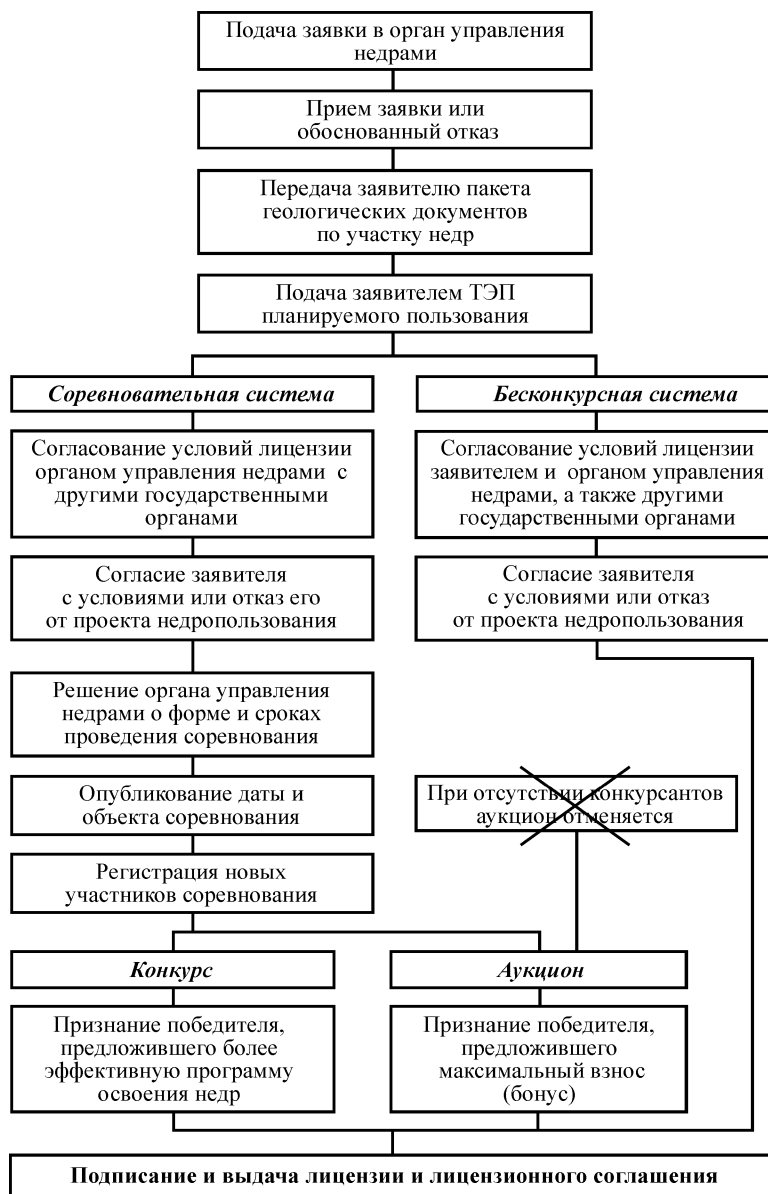 Подача заявки в орган управления
недрами
Прием заявки или
обоснованный отказ
Передача заявителю пакета
геологических документов
по участку недр
Подача заявителем ТЭП
планируемого пользования
Соревновательная система
Согласование условий лицензии
органом управления недрами с
другими государственными
органами
Согласие заявителя
с условиями или отказ его
от проекта недропользования
Решение органа управления
недрами о форме и сроках
проведения соревнования
Опубликование даты и
объекта соревнования
Регистрация новых
участников соревнования
Бесконкурсная система
Согласование условий лицензии
заявителем и органом управления
недрами, а также другими
государственными органами
Согласие заявителя
с условиями или отказ
от проекта недропользования
При отсутствии конкурсантов
аукцион отменяется
Конкурс
Признание победителя,
предложившего более
эффективную программу
освоения недр
Аукцион
Признание победителя,
предложившего
максимальный взнос
(бонус)
Подписание и выдача лицензии и лицензионного соглашения